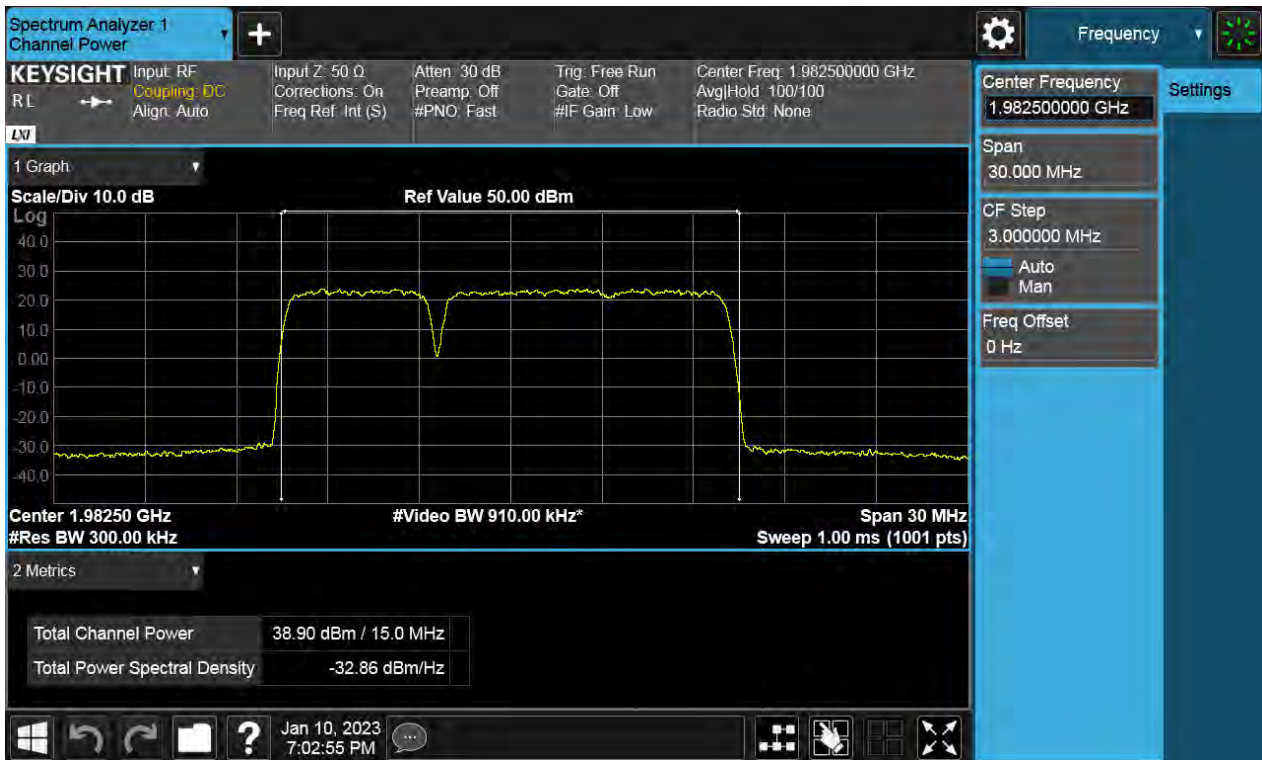 Spectrum Analyzer 1
Channel Power
+
Frequency
KEYSIGHT
RL
LXI
Input: RF
Coupling: DC
Align: Auto
Input Z: 50 Ω
Corrections: On
Freq Ref: Int (S)
Atten: 30 dB
Preamp: Off
#PNO: Fast
Trig: Free Run
Gate: Off
#IF Gain: Low
Center Freq: 1.982500000 GHz
Avg|Hold: 100/100
Radio Std: None
Center Frequency
1.982500000 GHz
Settings
Span
30.000 MHz
CF Step
3.000000 MHz
Auto
Man
Freq Offset
0 Hz
1 Graph
Scale/Div 10.0 dB
Ref Value 50.00 dBm
Log
40.0
30.0
20.0
10.0
0.00
-10.0
-20.0
-30.0
-40.0
Center 1.98250 GHz
#Video BW 910.00 kHz*
Span 30 MHz
#Res BW 300.00 kHz
Sweep 1.00 ms (1001 pts)
2 Metrics
Total Channel Power
38.90 dBm / 15.0 MHz
Total Power Spectral Density
-32.86 dBm/Hz
?
Jan 10, 2023
7:02:55 PM